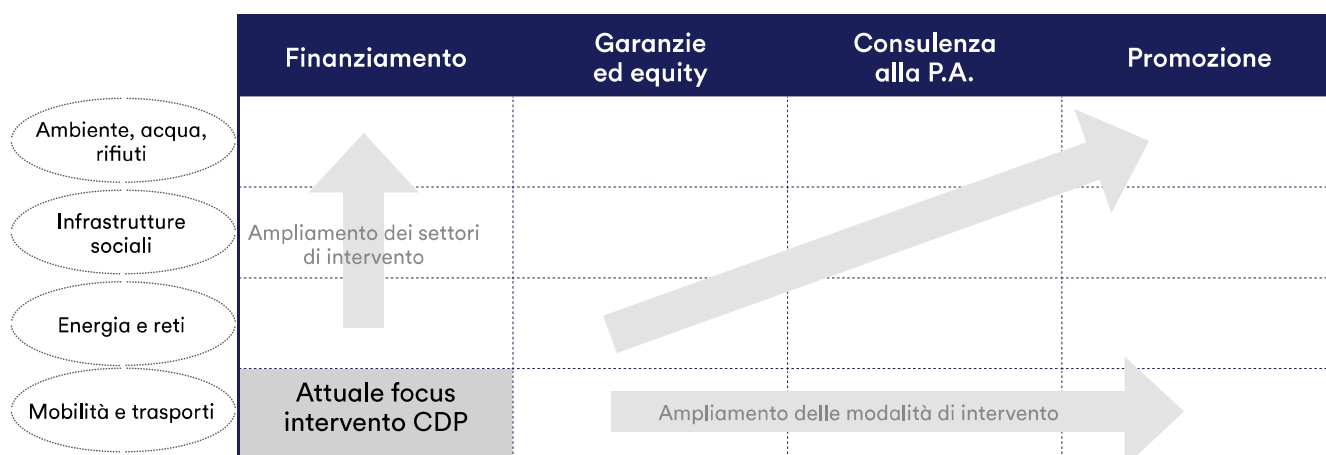 Finanziamento
Garanzie
ed equity
Consulenza
alla P.A.
Promozione
Ambiente, acqua,
rifiuti
Infrastrutture
sociali
Ampliamento dei settori
di intervento
Energia e reti
Mobilità e trasporti
Attuale focus
intervento CDP
Ampliamento delle modalità di intervento